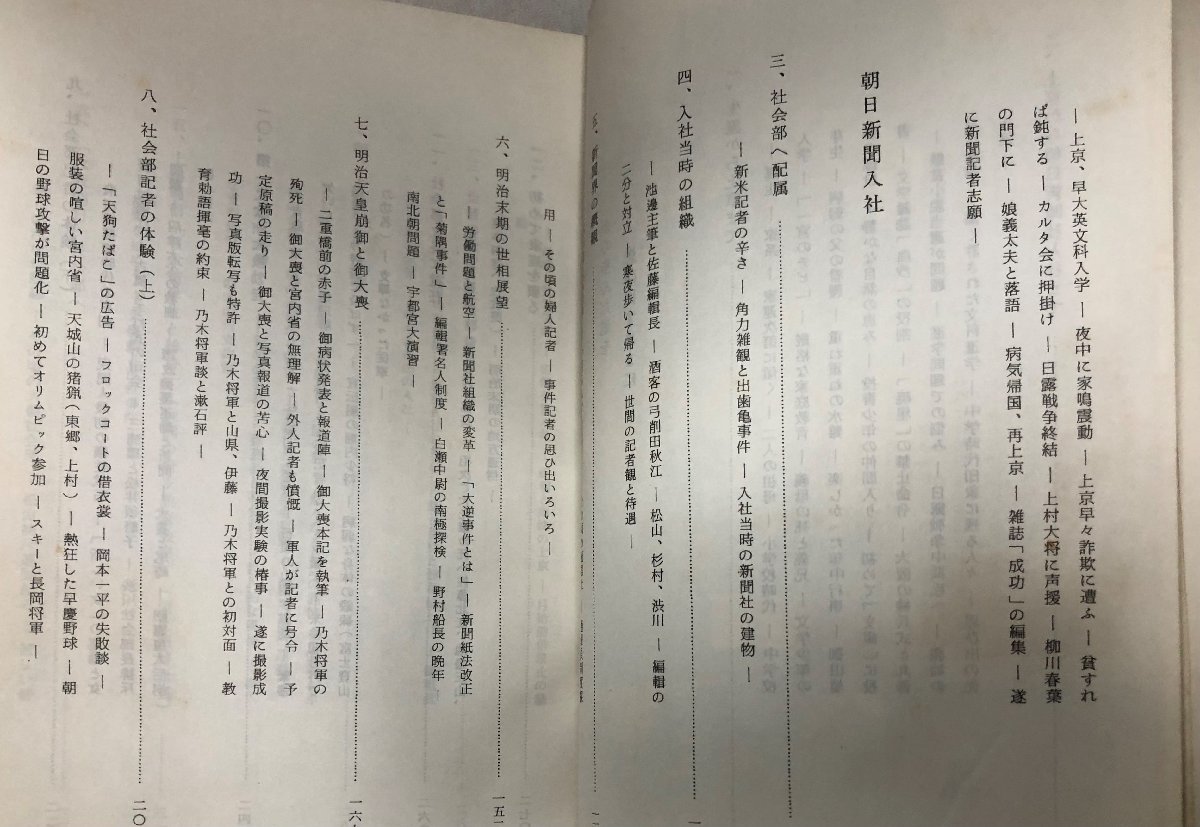 ―上京、早大英文科入学 ― 夜中に家鳴震動 ― 上京早々詐欺に遭ふ ― 貧すれ
ば鈍する ― カルタ会に押掛け ― 日露戦争終結 ― 上村大将に声援 ― 柳川春葉
の門下に ― 娘義太夫と落語 ― 病気帰国、再上京 ― 雑誌「成功」の編集 ― 遂
に新聞記者志願 ―
朝日新聞入社
三、社会部へ配属
―新米記者の辛さ ― 角力雑観と出歯亀事件 ― 入社当時の新聞社の建物 ―
四、入社当時の組織
― 池辺主筆と佐藤編輯長 ― 酒客の弓削田秋江 ― 松山、杉村、渋川 ― 編輯の
二分と対立 ― 寒夜歩いて帰る ― 世間の記者観と待遇 ―
五、新聞界の概観
用 ― その頃の婦人記者 ― 事件記者の思ひ出いろいろ ―
六、明治末期の世相展望
― 労働問題と航空 ― 新聞社組織の変革 ―「大逆事件とは」― 新聞紙法改正
と「菊隅事件」― 編輯署名人制度 ― 白瀬中尉の南極探検 ― 野村船長の晩年 ―
南北朝問題 ― 宇都宮大演習 ―
七、明治天皇崩御と御大喪
― 二重橋前の赤子 ― 御病状発表と報道陣 ― 御大喪本記を執筆 ― 乃木将軍の
殉死 ― 御大喪と宮内省の無理解 ― 外人記者も憤慨 ― 軍人が記者に号令 ― 予
定原稿の走り ― 御大喪と写真報道の苦心 ― 夜間撮影実験の椿事 ― 遂に撮影成
功 ― 写真版転写も特許 ― 乃木将軍と山県、伊藤 ― 乃木将軍との初対面 ― 教
育勅語揮毫の約束 ― 乃木将軍談と漱石評 ―
八、社会部記者の体験（上）
―「天狗たばこ」の広告 ― フロックコートの借衣裳 ― 岡本一平の失敗談 ―
服装の喧しい宮内省 ― 天城山の猪猟（東郷、上村）― 熱狂した早慶野球 ― 朝
日の野球攻撃が問題化 ― 初めてオリムピック参加 ― スキーと長岡将軍 ―